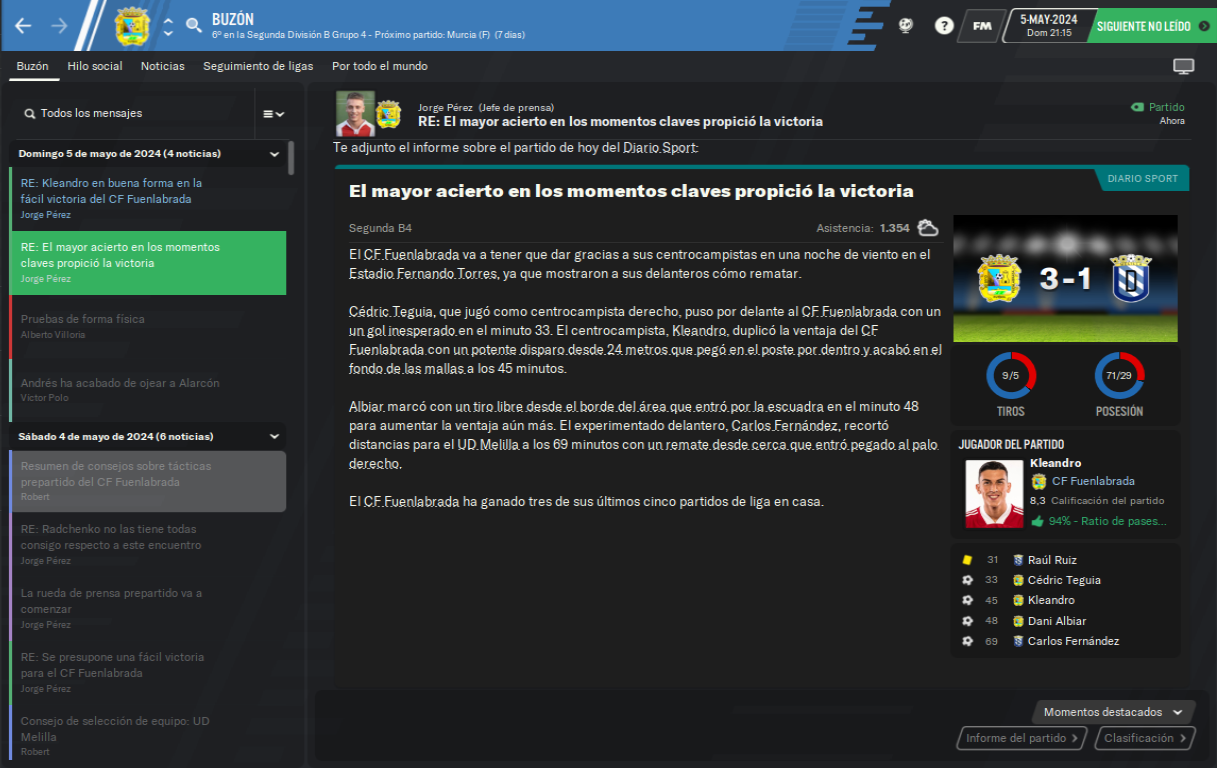 BUZÓN
6º en la Segunda División B Grupo 4 - Próximo partido: Murcia (F) (7 días)
?
FM
5-MAY-2024
Dom 21:15
SIGUIENTE NO LEÍDO
Buzón
Hilo social
Noticias
Seguimiento de ligas
Por todo el mundo
Todos los mensajes
Domingo 5 de mayo de 2024 (4 noticias)
RE: Kleandro en buena forma en la
fácil victoria del CF Fuenlabrada
Jorge Pérez
RE: El mayor acierto en los momentos
claves propició la victoria
Jorge Pérez
Pruebas de forma física
Alberto Villoria
Andrés ha acabado de ojear a Alarcón
Víctor Polo
Sábado 4 de mayo de 2024 (6 noticias)
Resumen de consejos sobre tácticas
prepartido del CF Fuenlabrada
Robert
RE: Radchenko no las tiene todas
consigo respecto a este encuentro
Jorge Pérez
La rueda de prensa prepartido va a
comenzar
Jorge Pérez
RE: Se presupone una fácil victoria
para el CF Fuenlabrada
Jorge Pérez
Consejo de selección de equipo: UD
Melilla
Robert
Jorge Pérez (Jefe de prensa)
RE: El mayor acierto en los momentos claves propició la victoria
Partido
Ahora
Te adjunto el informe sobre el partido de hoy del Diario Sport:
DIARIO SPORT
El mayor acierto en los momentos claves propició la victoria
Segunda B4
Asistencia: 1.354
El CF Fuenlabrada va a tener que dar gracias a sus centrocampistas en una noche de viento en el
Estadio Fernando Torres, ya que mostraron a sus delanteros cómo rematar.
Cédric Teguia, que jugó como centrocampista derecho, puso por delante al CF Fuenlabrada con un
un gol inesperado en el minuto 33. El centrocampista, Kleandro, duplicó la ventaja del CF
Fuenlabrada con un potente disparo desde 24 metros que pegó en el poste por dentro y acabó en el
fondo de las mallas a los 45 minutos.
Albiar marcó con un tiro libre desde el borde del área que entró por la escuadra en el minuto 48
para aumentar la ventaja aún más. El experimentado delantero, Carlos Fernández, recortó
distancias para el UD Melilla a los 69 minutos con un remate desde cerca que entró pegado al palo
derecho.
El CF Fuenlabrada ha ganado tres de sus últimos cinco partidos de liga en casa.
3-1
9/5
TIROS
71/29
POSESIÓN
JUGADOR DEL PARTIDO
Kleandro
CF Fuenlabrada
8,3 Calificación del partido
94% - Ratio de pases...
31 Raúl Ruiz
33 Cédric Teguia
45 Kleandro
48 Dani Albiar
69 Carlos Fernández
Momentos destacados
Informe del partido
Clasificación